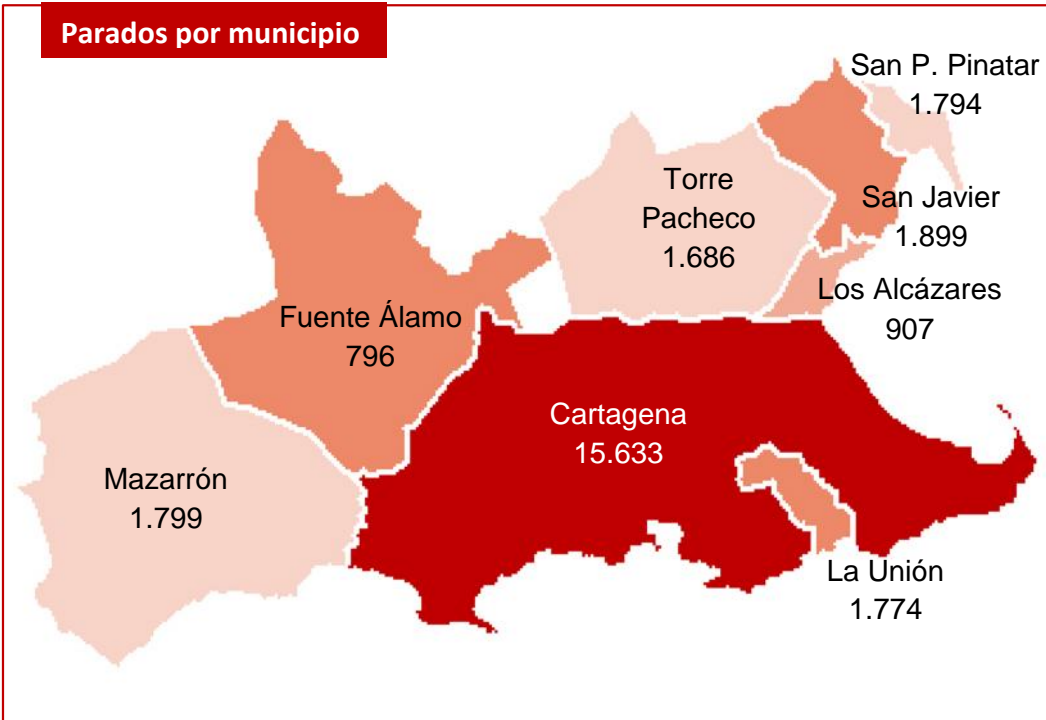 Parados por municipio
San P. Pinatar
1.794
Torre
Pacheco
1.686
San Javier
1.899
Los Alcázares
907
Fuente Álamo
796
Cartagena
15.633
Mazarrón
1.799
La Unión
1.774